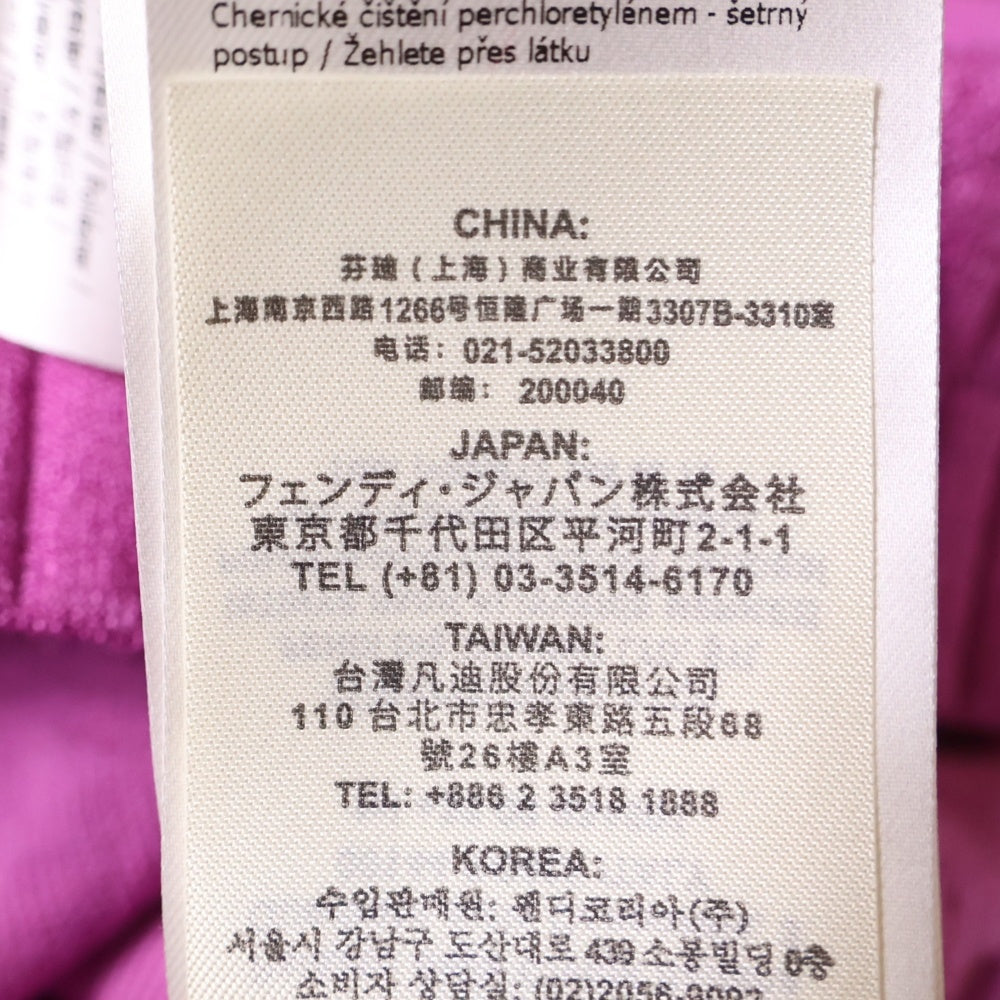 Chernické čištění perchloretylénem - šetrný
postup / Žehlete přes látku
CHINA:
芬迪（上海）商业有限公司
上海南京西路1266号恒隆广场一期3307B-3310室
电话：021-52033800
邮编：200040
JAPAN:
フェンディ・ジャパン株式会社
東京都千代田区平河町2-1-1
TEL (+81) 03-3514-6170
TAIWAN:
台灣凡迪股份有限公司
110 台北市忠孝東路五段68
號26樓A3室
TEL: +886 2 3518 1888
KOREA:
수입판매원: 펜디코리아(주)
서울시 강남구 도산대로 439 소봉빌딩
소비자 상담실: